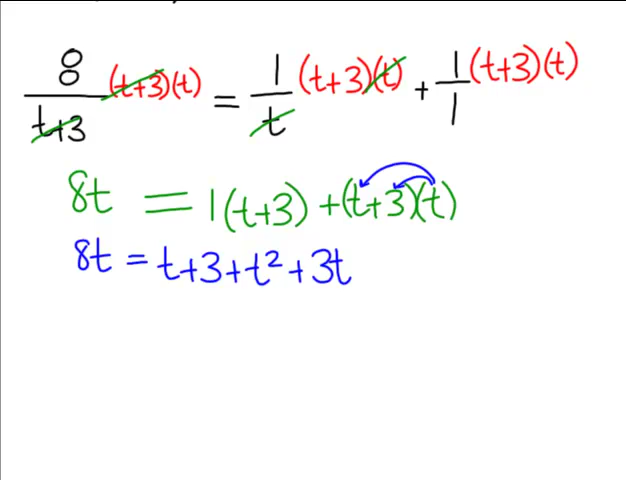 8/(t+3) (t+3)(t) = 1/t (t+3)(t) + 1/1 (t+3)(t)
8t = 1(t+3) + (t+3)(t)
8t = t+3+t²+3t